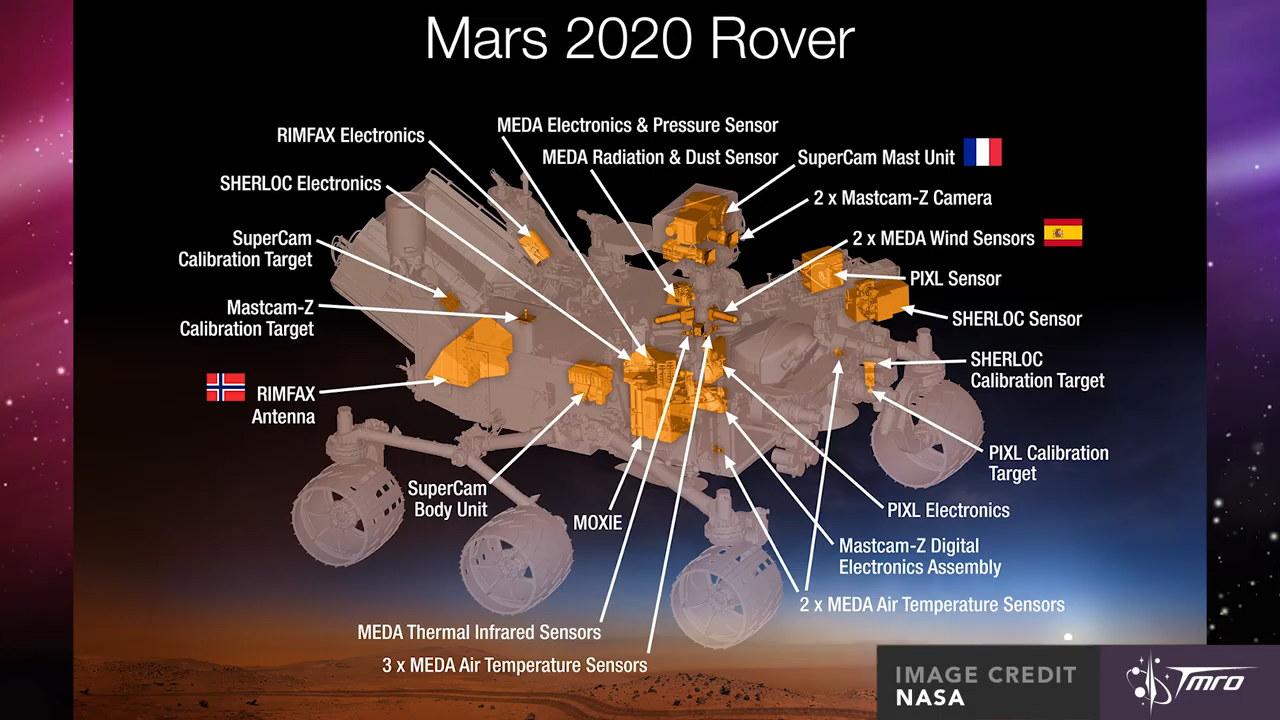 Mars 2020 Rover
MEDA Electronics & Pressure Sensor
RIMFAX Electronics
MEDA Radiation & Dust Sensor
SuperCam Mast Unit
SHERLOC Electronics
2 x Mastcam-Z Camera
SuperCam
Calibration Target
2 x MEDA Wind Sensors
PIXL Sensor
Mastcam-Z
Calibration Target
SHERLOC Sensor
SHERLOC
Calibration Target
RIMFAX
Antenna
PIXL Calibration
Target
SuperCam
Body Unit
MOXIE
PIXL Electronics
Mastcam-Z Digital
Electronics Assembly
2 x MEDA Air Temperature Sensors
MEDA Thermal Infrared Sensors
3 x MEDA Air Temperature Sensors
IMAGE CREDIT
NASA
TMRO